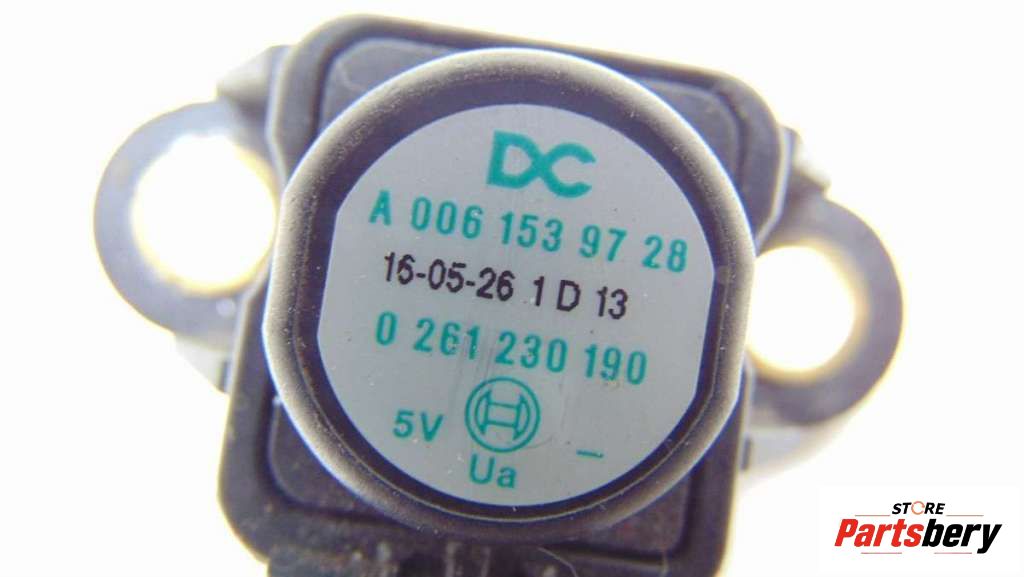 DC
A 006 153 97 28
16-05-26 1 D 13
0 261 230 190
5V –
Ua
STORE
Partsbery